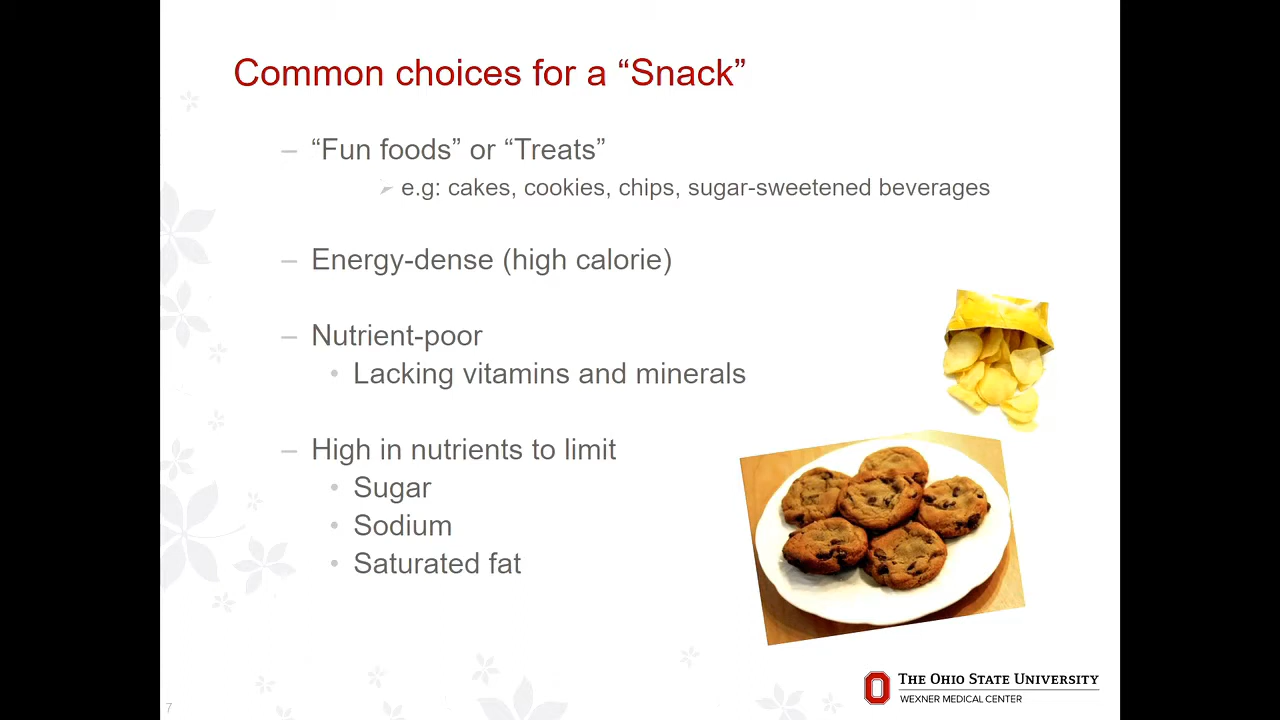 Common choices for a “Snack”
– “Fun foods” or “Treats”
e.g: cakes, cookies, chips, sugar-sweetened beverages
– Energy-dense (high calorie)
– Nutrient-poor
• Lacking vitamins and minerals
– High in nutrients to limit
• Sugar
• Sodium
• Saturated fat
THE OHIO STATE UNIVERSITY
WEXNER MEDICAL CENTER
7